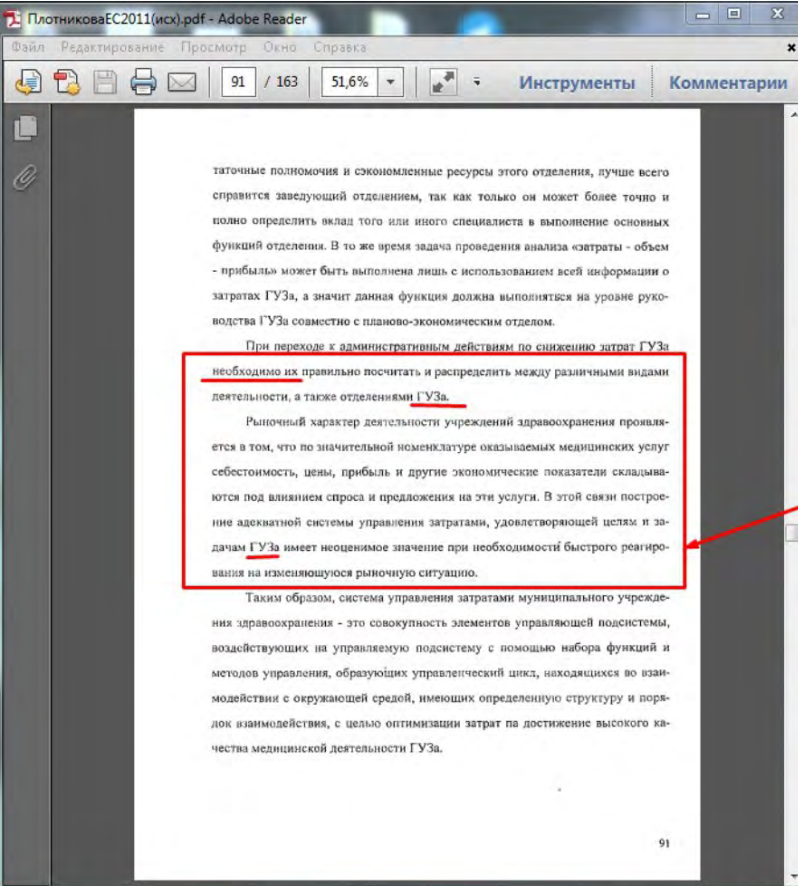 ПлотниковаЕС2011(исх).pdf - Adobe Reader
Файл Редактирование Просмотр Окно Справка
91 / 163 51,6% Инструменты Комментарии
таточные полномочия и сэкономленные ресурсы этого отделения, лучше всего
справится заведующий отделением, так как только он может более точно и
полно определить вклад того или иного специалиста в выполнение основных
функций отделения. В то же время задача проведения анализа «затраты - объем
- прибыль» может быть выполнена лишь с использованием всей информации о
затратах ГУЗа, а значит данная функция должна выполняться на уровне руко-
водства ГУЗа совместно с планово-экономическим отделом.
При переходе к административным действиям по снижению затрат ГУЗа
необходимо их правильно посчитать и распределить между различными видами
деятельности, а также отделениями ГУЗа.
Рыночный характер деятельности учреждений здравоохранения проявля-
ется в том, что по значительной номенклатуре оказываемых медицинских услуг
себестоимость, цены, прибыль и другие экономические показатели складыва-
ются под влиянием спроса и предложения на эти услуги. В этой связи построе-
ние адекватной системы управления затратами, удовлетворяющей целям и за-
дачам ГУЗа имеет неоценимое значение при необходимости быстрого реагиро-
вания на изменяющуюся рыночную ситуацию.
Таким образом, система управления затратами муниципального учрежде-
ния здравоохранения - это совокупность элементов управляющей подсистемы,
воздействующих на управляемую подсистему с помощью набора функций и
методов управления, образующих управленческий цикл, находящихся во взаи-
модействии с окружающей средой, имеющих определенную структуру и поря-
док взаимодействия, с целью оптимизации затрат на достижение высокого ка-
чества медицинской деятельности ГУЗа.
91